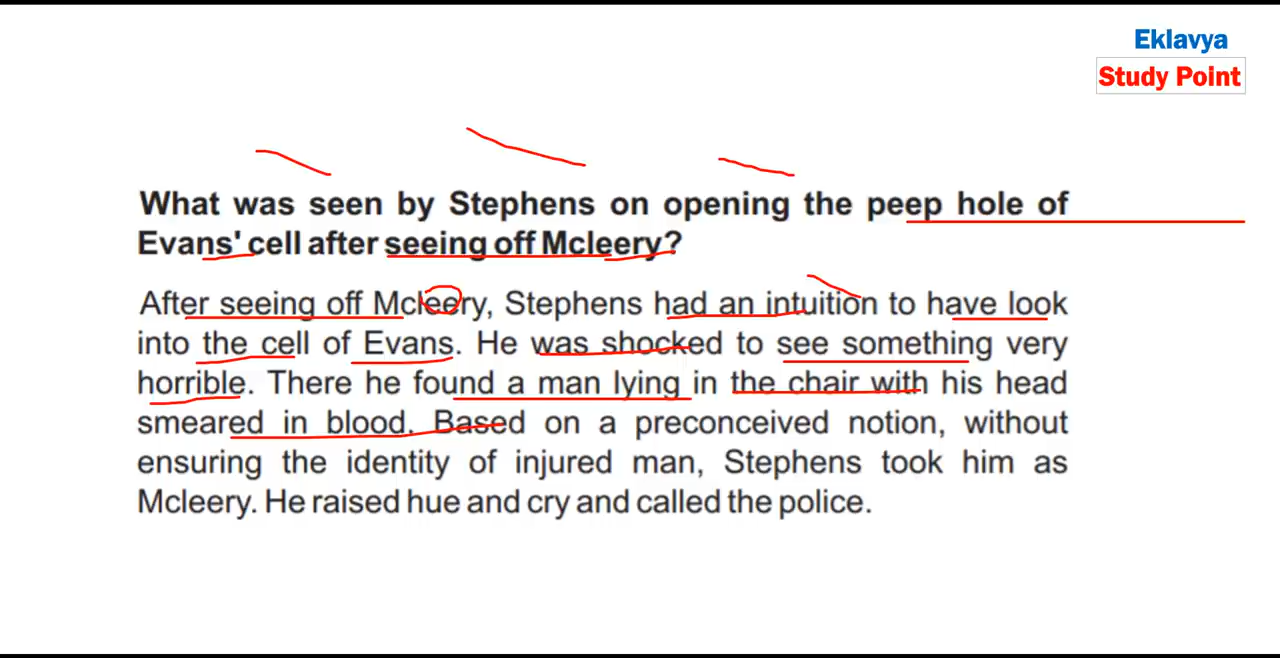 Eklavya
Study Point
What was seen by Stephens on opening the peep hole of
Evans' cell after seeing off Mcleery?
After seeing off Mcleery, Stephens had an intuition to have look
into the cell of Evans. He was shocked to see something very
horrible. There he found a man lying in the chair with his head
smeared in blood. Based on a preconceived notion, without
ensuring the identity of injured man, Stephens took him as
Mcleery. He raised hue and cry and called the police.